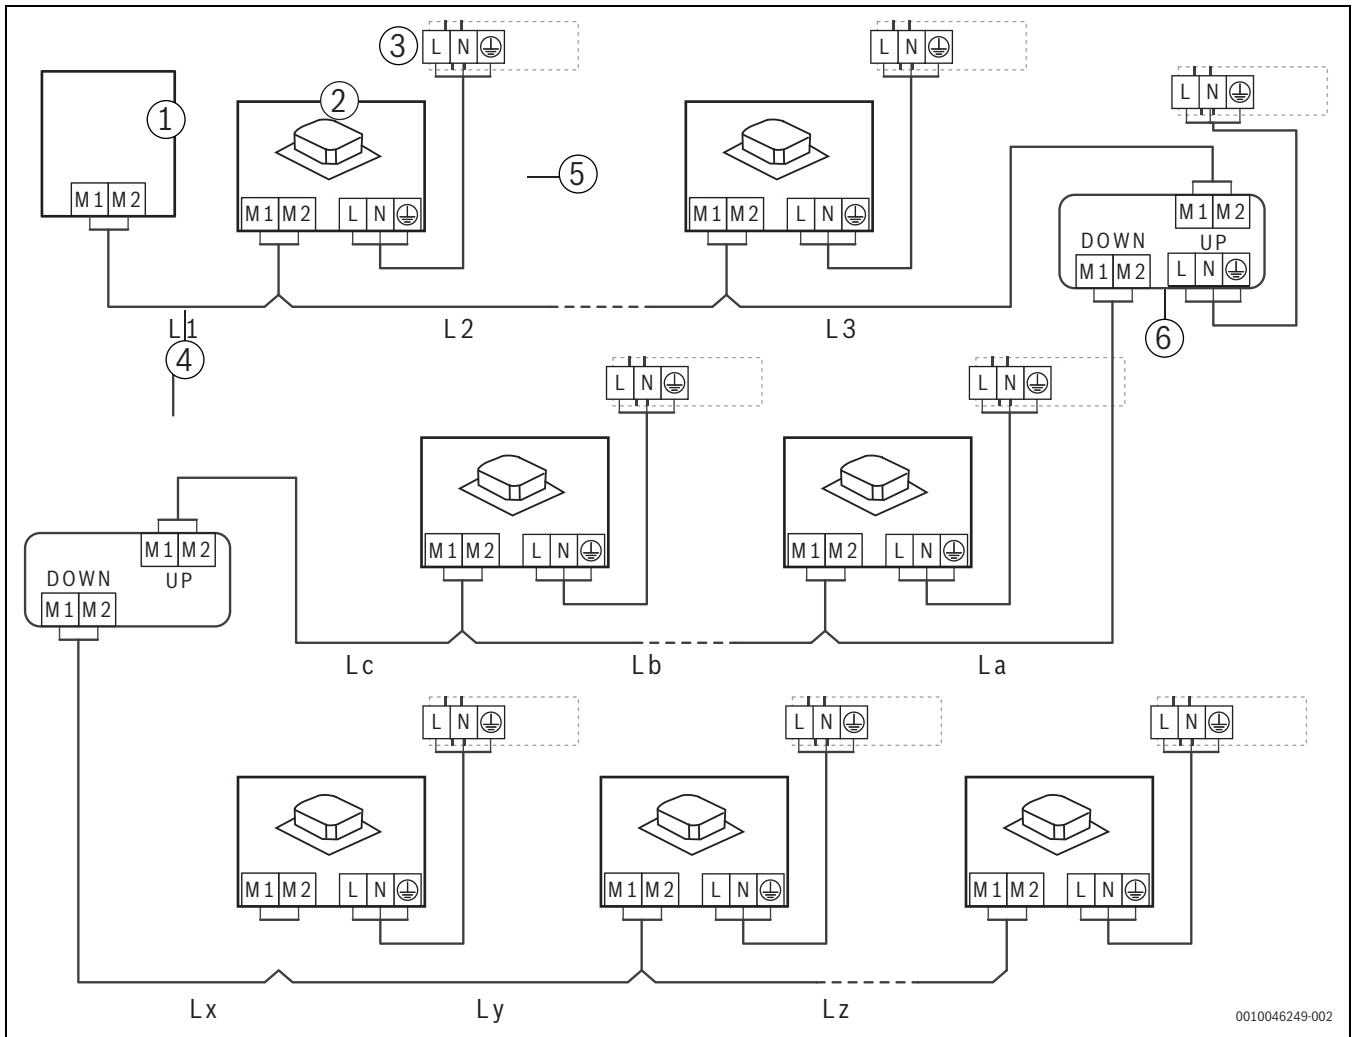 3 L N L N
L N
1 2
5
M1 M2 M1 M2 L N M1 M2 L N M1 M2
DOWN UP
M1 M2 L N
L1 L2 L3 6
4
L N L N
M1 M2 L N M1 M2 L N
M1 M2
DOWN UP
M1 M2
Lc Lb La
L N L N L N
M1 M2 L N M1 M2 L N M1 M2 L N
Lx Ly Lz
0010046249-002